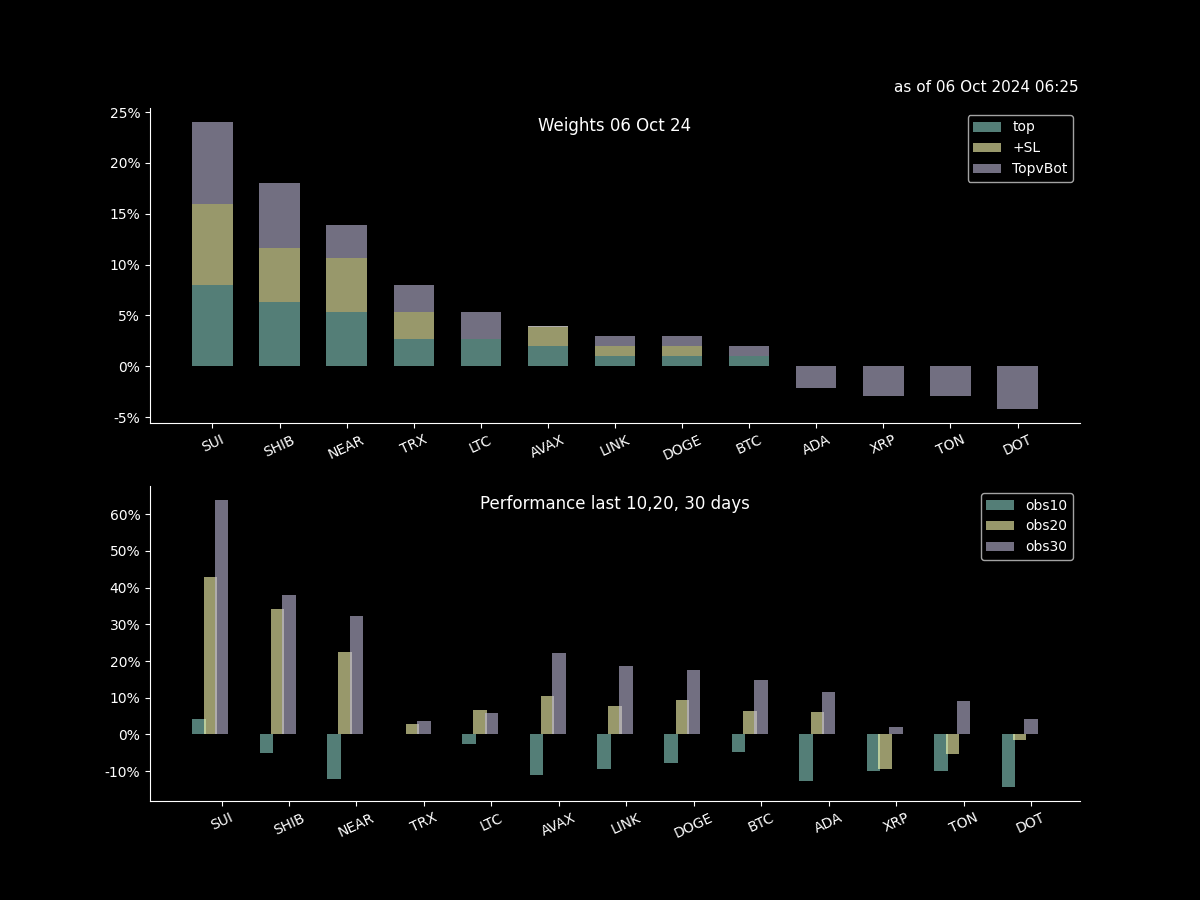 as of 06 Oct 2024 06:25
Weights 06 Oct 24
top
+SL
TopvBot
25%
20%
15%
10%
5%
0%
-5%
SUI SHIB NEAR TRX LTC AVAX LINK DOGE BTC ADA XRP TON DOT
Performance last 10,20, 30 days
obs10
obs20
obs30
60%
50%
40%
30%
20%
10%
0%
-10%
SUI SHIB NEAR TRX LTC AVAX LINK DOGE BTC ADA XRP TON DOT